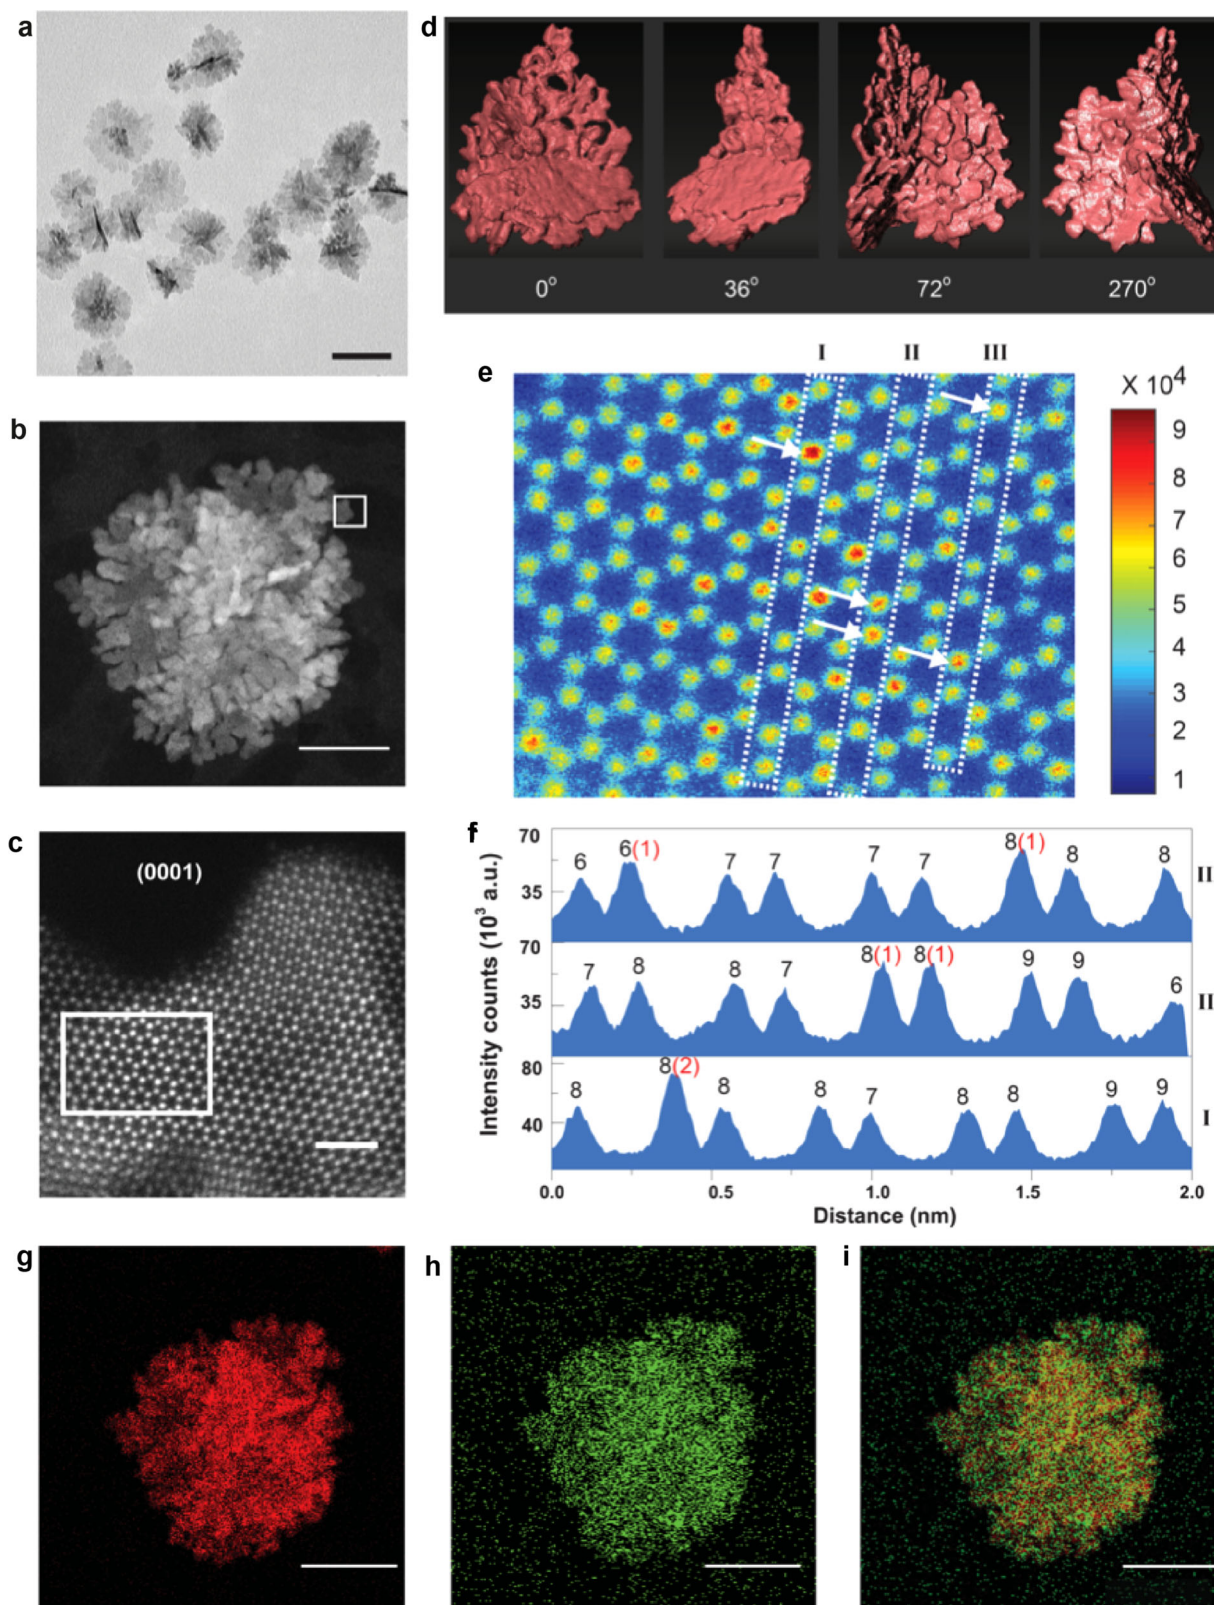 a
d
0°
36°
72°
270°
I II III
e
X 10⁴
9
8
7
6
5
4
3
2
1
b
c
(0001)
f
Intensity counts (10³ a.u.)
70
35
6 6(1) 7 7 7 7 8(1) 8 8
II
70
35
7 8 8 7 8(1) 8(1) 9 9 6
II
80
40
8 8(2) 8 8 7 8 8 9 9
I
0.0 0.5 1.0 1.5 2.0
Distance (nm)
g
h
i